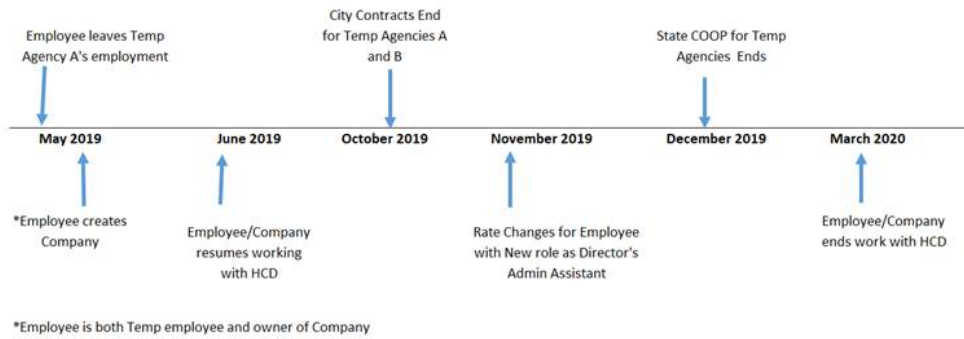 City Contracts End
for Temp Agencies A
and B
Employee leaves Temp
Agency A's employment
State COOP for Temp
Agencies Ends
May 2019
June 2019
October 2019
November 2019
December 2019
March 2020
*Employee creates
Company
Employee/Company
resumes working
with HCD
Rate Changes for Employee
with New role as Director's
Admin Assistant
Employee/Company
ends work with HCD
*Employee is both Temp employee and owner of Company